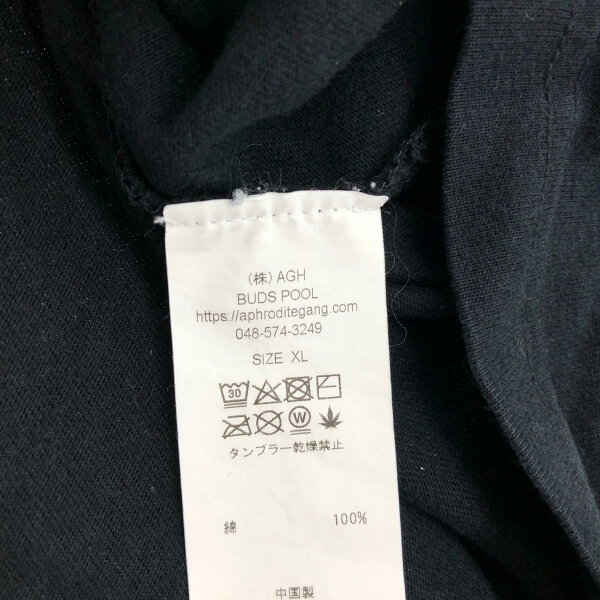 (株) AGH
BUDS POOL
https://aphroditegang.com
048-574-3249
SIZE XL
30
W
タンブラー乾燥禁止
綿 100%
中国製